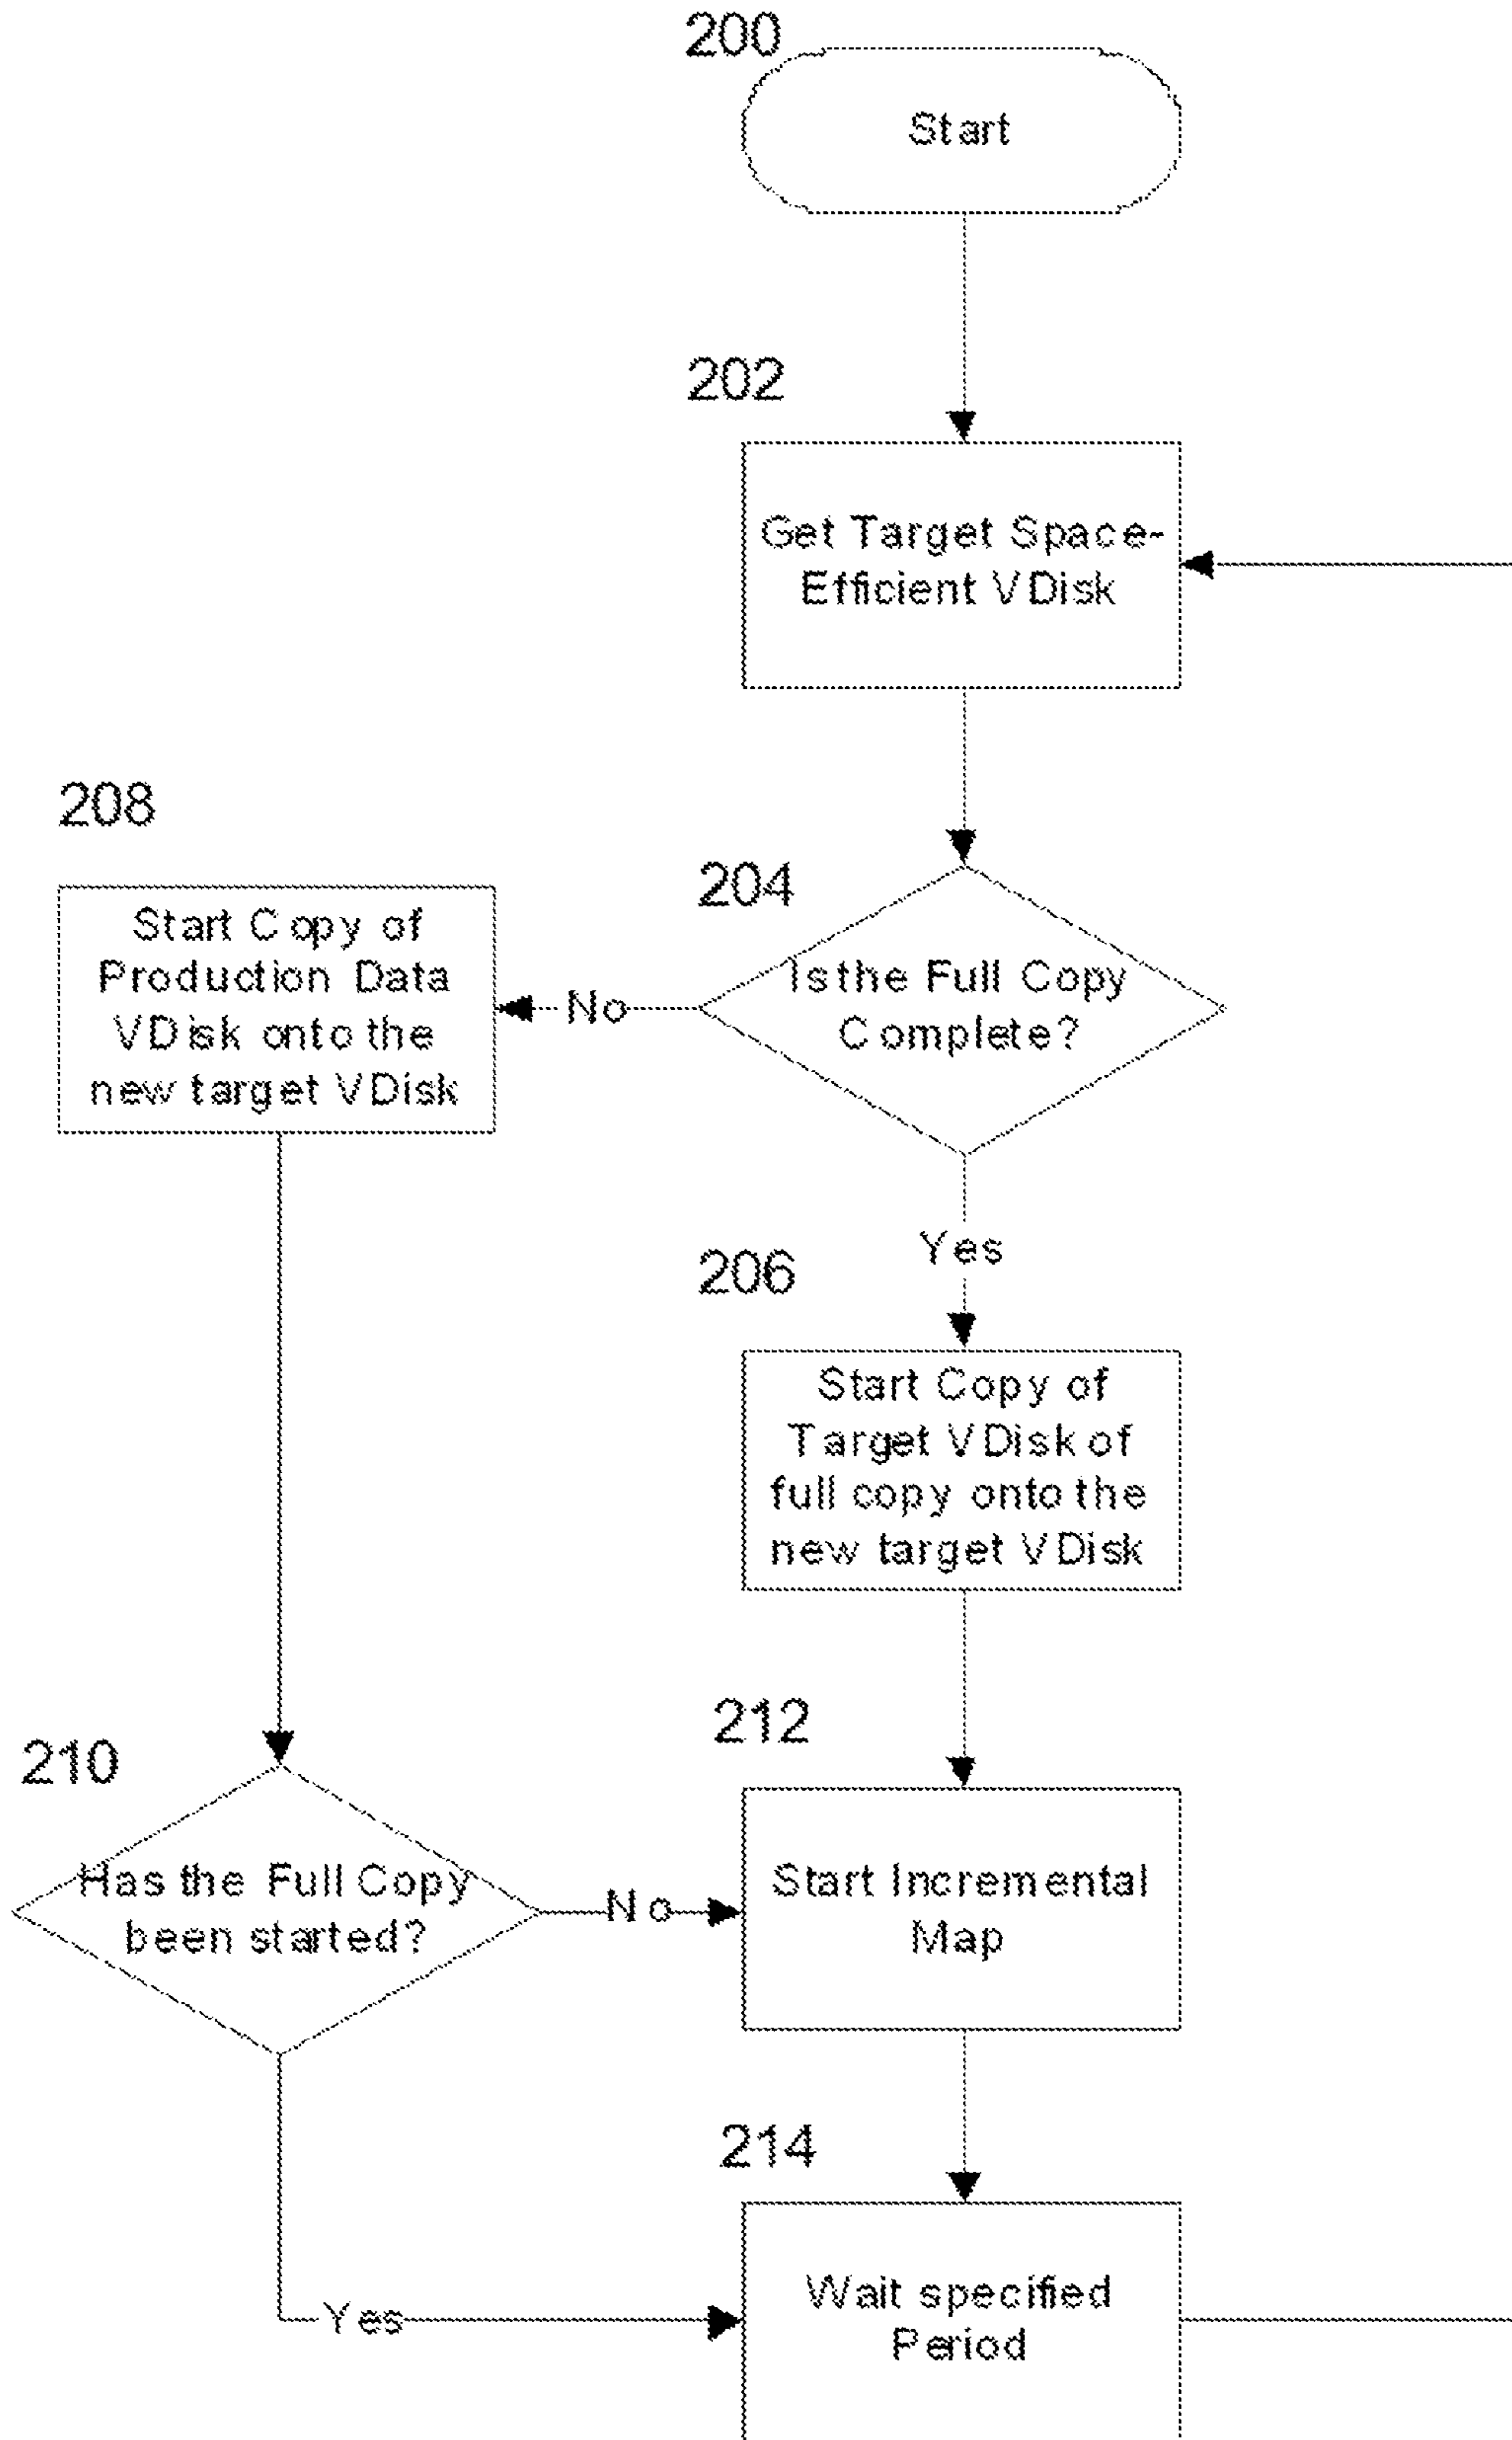 200
Start
202
Get Target Space-
Efficient VDisk
208
Start Copy of
Production Data
VDisk onto the
new target VDisk
204
Is the Full Copy
Complete?
No
Yes
206
Start Copy of
Target VDisk of
full copy onto the
new target VDisk
210
Has the Full Copy
been started?
No
212
Start Incremental
Map
214
Yes
Wait specified
Period